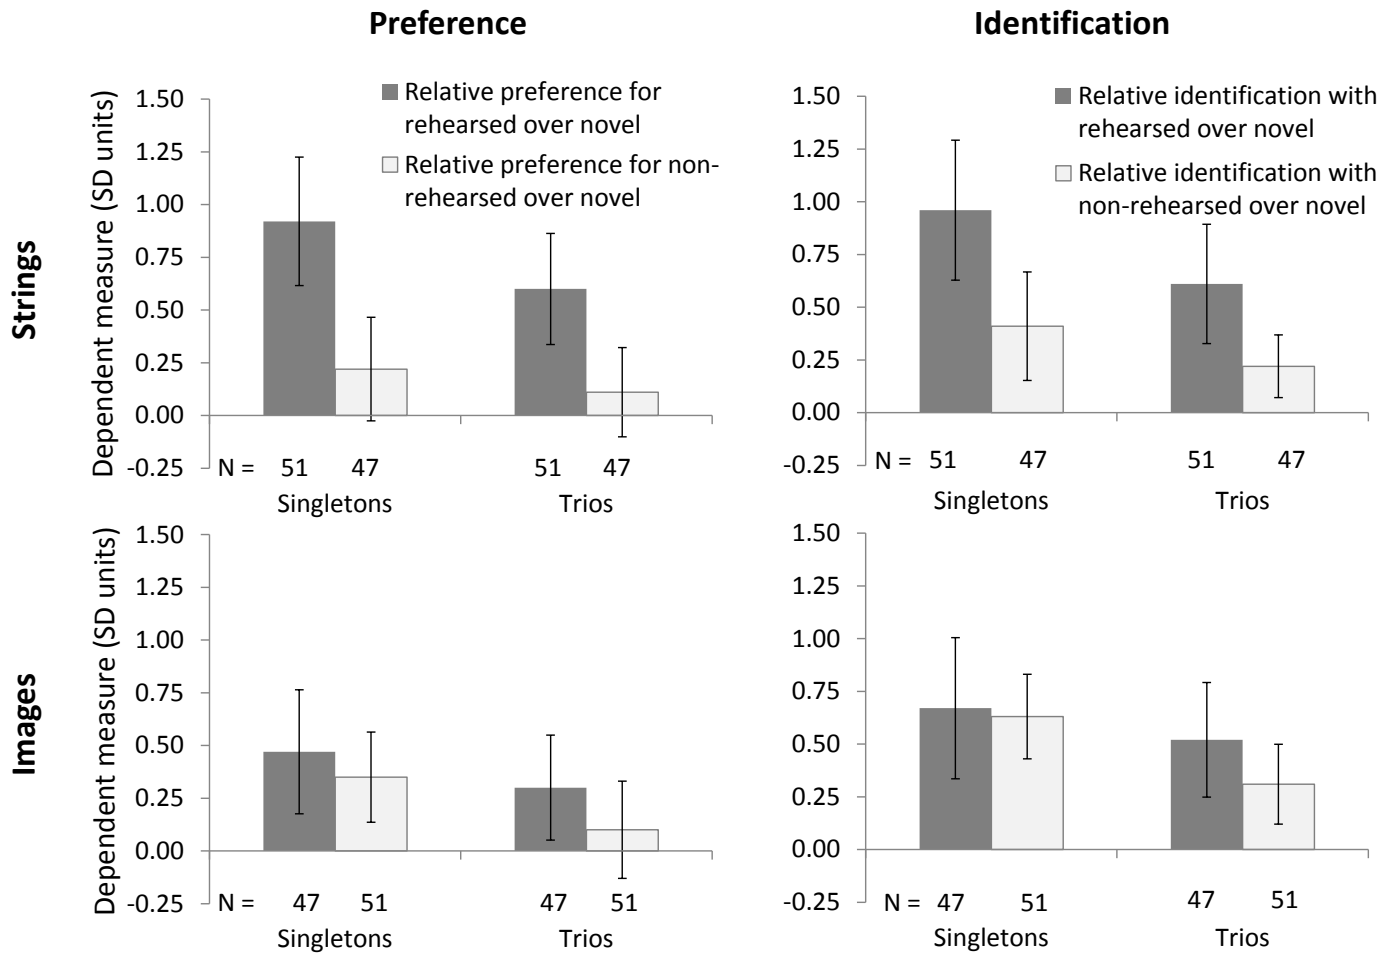 Preference
Identification
Strings
Dependent measure (SD units)
1.50
1.25
1.00
0.75
0.50
0.25
0.00
-0.25
Relative preference for
rehearsed over novel
Relative preference for non-
rehearsed over novel
N = 51 47 51 47
Singletons Trios
1.50
1.25
1.00
0.75
0.50
0.25
0.00
-0.25
Relative identification with
rehearsed over novel
Relative identification with
non-rehearsed over novel
N = 51 47 51 47
Singletons Trios
Images
Dependent measure (SD units)
1.50
1.25
1.00
0.75
0.50
0.25
0.00
-0.25
N = 47 51 47 51
Singletons Trios
1.50
1.25
1.00
0.75
0.50
0.25
0.00
-0.25
N = 47 51 47 51
Singletons Trios